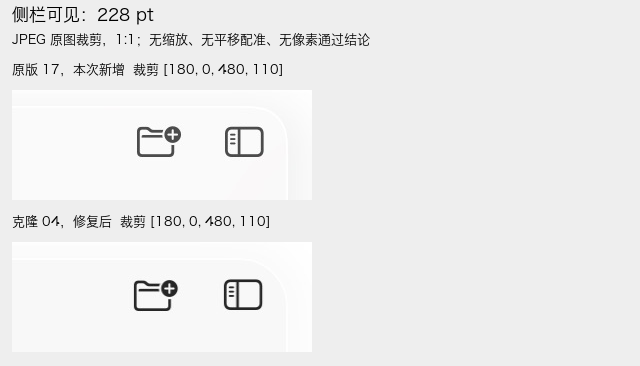 侧栏可见：228 pt
JPEG 原图裁剪，1:1；无缩放、无平移配准、无像素通过结论
原版 17，本次新增  裁剪 [180, 0, 480, 110]
克隆 04，修复后  裁剪 [180, 0, 480, 110]